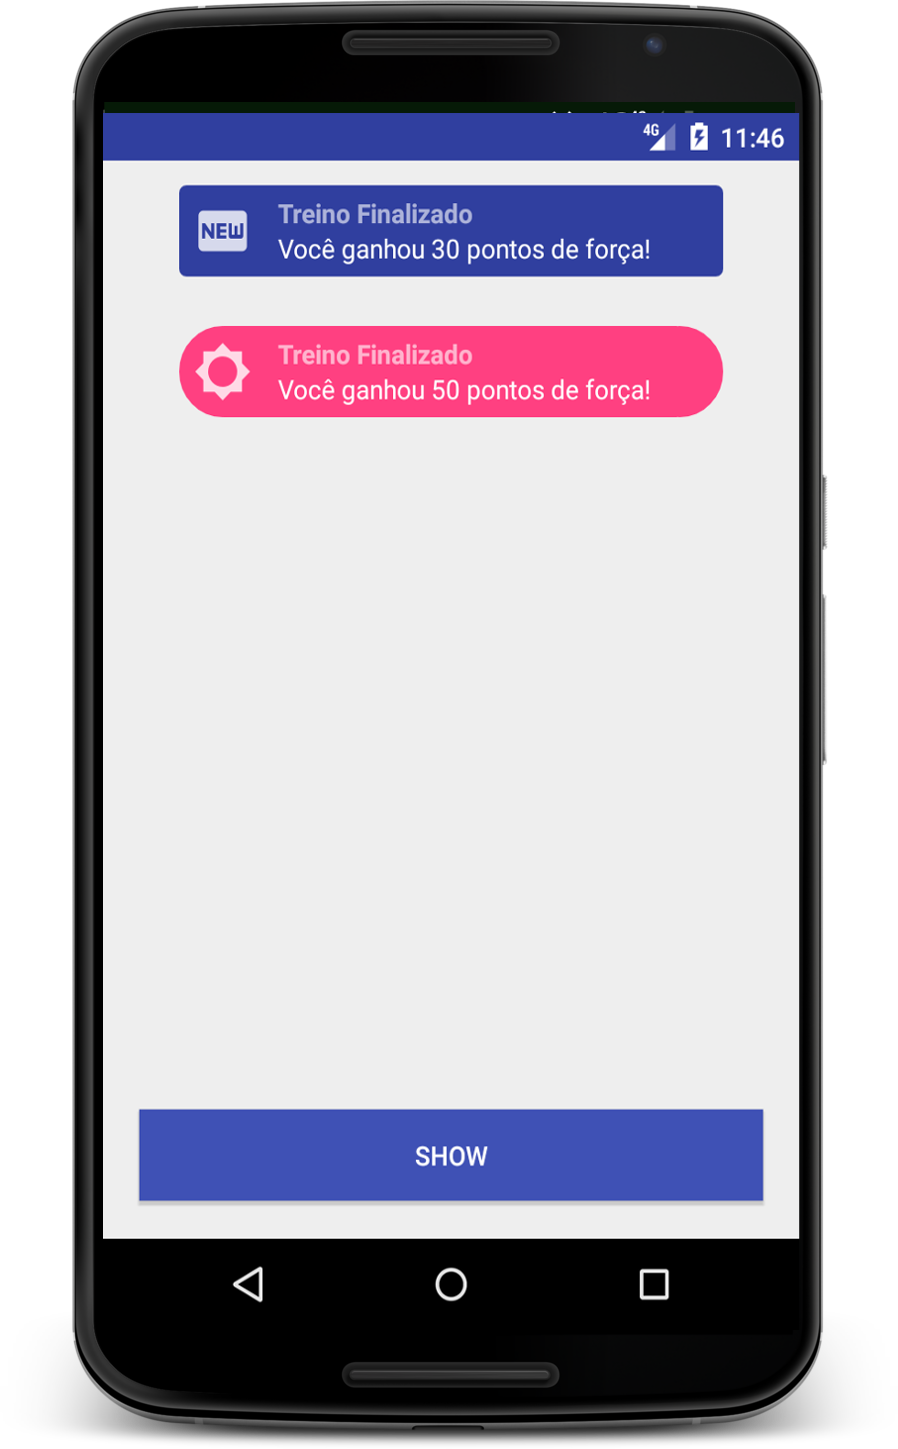 4G 11:46
NEW
Treino Finalizado
Você ganhou 30 pontos de força!
Treino Finalizado
Você ganhou 50 pontos de força!
SHOW